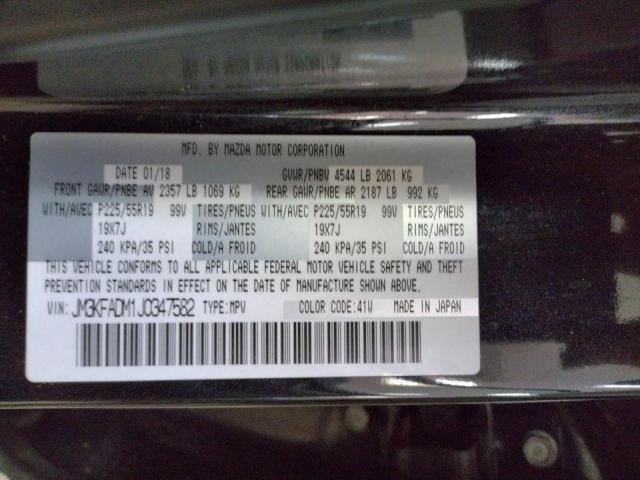 MFD. BY MAZDA MOTOR CORPORATION
DATE 01/18 GVWR/PNBV 4544 LB 2061 KG
FRONT GAWR/PNBE AV 2357 LB 1069 KG REAR GAWR/PNBE AR 2187 LB 992 KG
WITH/AVEC P225/55R19 99V TIRES/PNEUS WITH/AVEC P225/55R19 99V TIRES/PNEUS
19X7J RIMS/JANTES 19X7J RIMS/JANTES
240 KPA/35 PSI COLD/A FROID 240 KPA/35 PSI COLD/A FROID
THIS VEHICLE CONFORMS TO ALL APPLICABLE FEDERAL MOTOR VEHICLE SAFETY AND THEFT
PREVENTION STANDARDS IN EFFECT ON THE DATE OF MANUFACTURE SHOWN ABOVE.
VIN: JM3KFADM1J0347582 TYPE:MPV COLOR CODE:41W MADE IN JAPAN